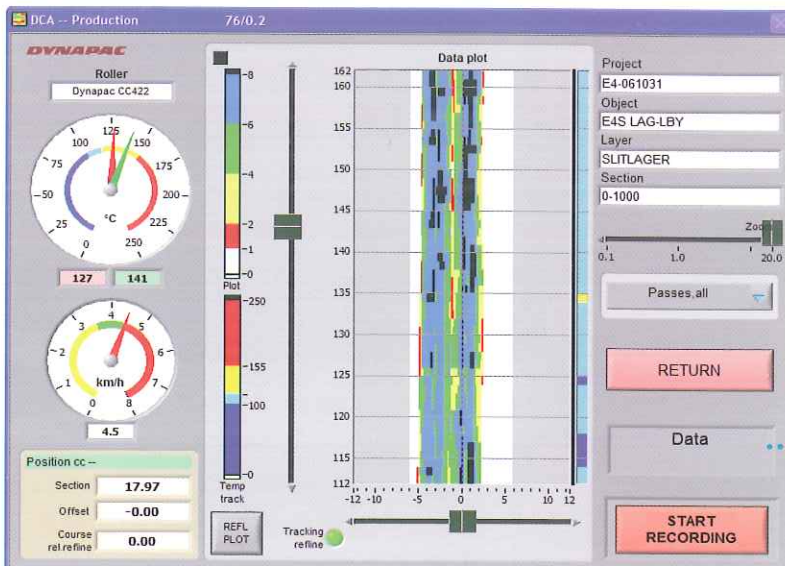 DCA -- Production 76/0.2
DYNAPAC
Roller
Dynapac CC422
0 25 50 75 100 125 150 175 200 225 250
°C
127 141
0 1 2 3 4 5 6 7 8
km/h
4.5
Position cc --
Section 17.97
Offset -0.00
Course rel.refine 0.00
8
6
4
2
1
0
Plot
250
155
100
0
Temp track
REFL PLOT
Data plot
162
160
155
150
145
140
135
130
125
120
115
112
-12 -10 -5 0 5 10 12
Tracking refine
Project
E4-061031
Object
E4S LAG-LBY
Layer
SLITLAGER
Section
0-1000
0.1 1.0 20.0
Passes,all
RETURN
Data
START RECORDING